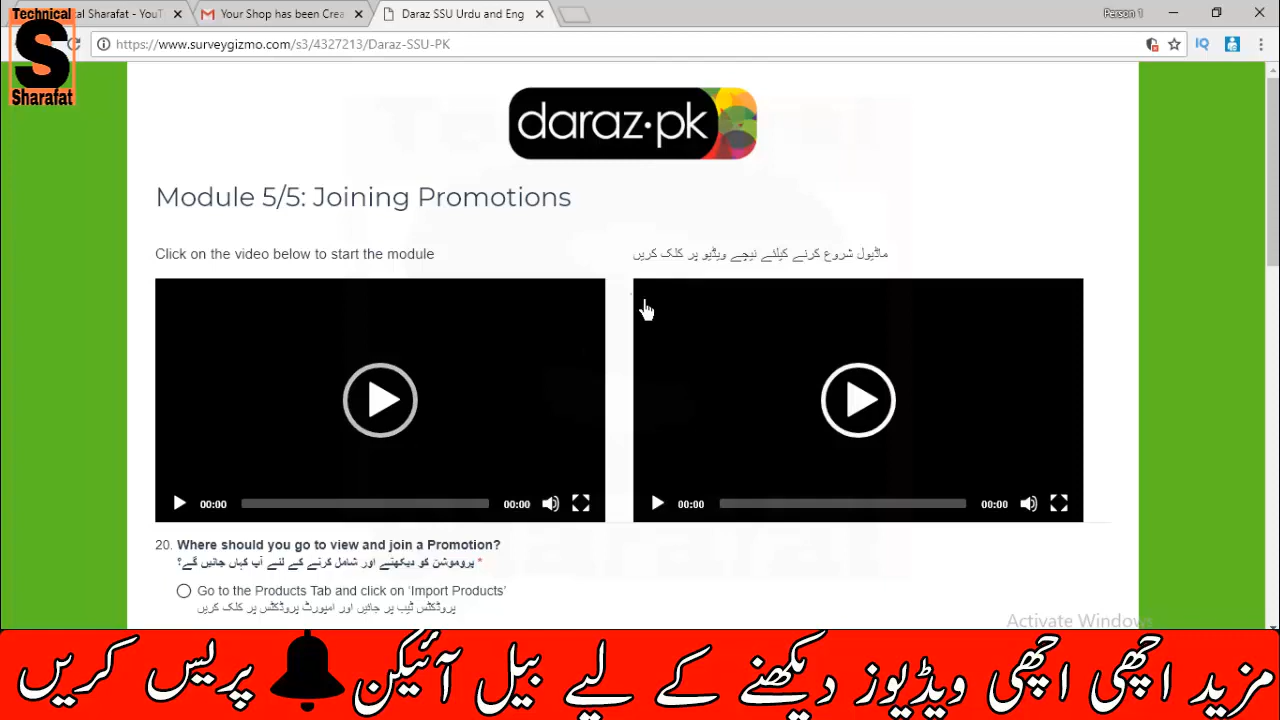 Technical
S
Sharafat
al Sharafat - YouT
Your Shop has been Crea
Daraz SSU Urdu and Eng
Person 1
https://www.surveygizmo.com/s3/4327213/Daraz-SSU-PK
daraz.pk
Module 5/5: Joining Promotions
Click on the video below to start the module
ماڈیول شروع کرنے کیلئے نیچے ویڈیو پر کلک کریں
00:00 00:00
00:00 00:00
20. Where should you go to view and join a Promotion?
پروموشن کو دیکھنے اور شامل کرنے کے لئے آپ کہاں جائیں گے؟ *
Go to the Products Tab and click on ‘Import Products’
پروڈکٹس ٹیب پر جائیں اور امپورٹ پروڈکٹس پر کلک کریں
Activate Windows
مزید اچھی اچھی ویڈیوز دیکھنے کے لیے بیل آئیکن پریس کریں